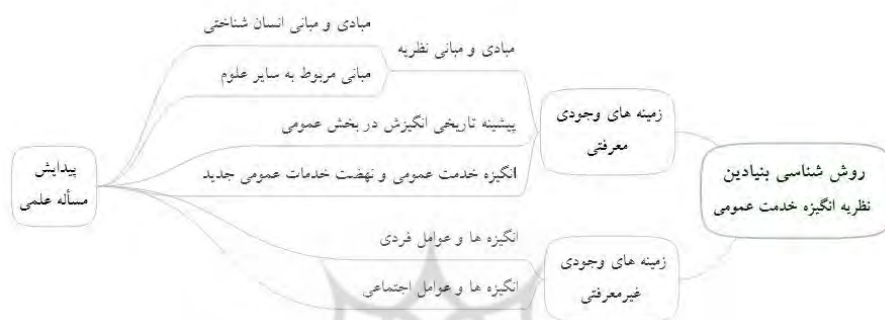 روش شناسی بنیادین
نظریه انگیزه خدمت عمومی
زمینه های وجودی
معرفتی
مبادی و مبانی نظریه
مبادی و مبانی انسان شناختی
مبانی مربوط به سایر علوم
پیشینه تاریخی انگیزش در بخش عمومی
انگیزه خدمت عمومی و نهضت خدمات عمومی جدید
زمینه های وجودی
غیرمعرفتی
انگیزه ها و عوامل فردی
انگیزه ها و عوامل اجتماعی
پیدایش
مسأله علمی